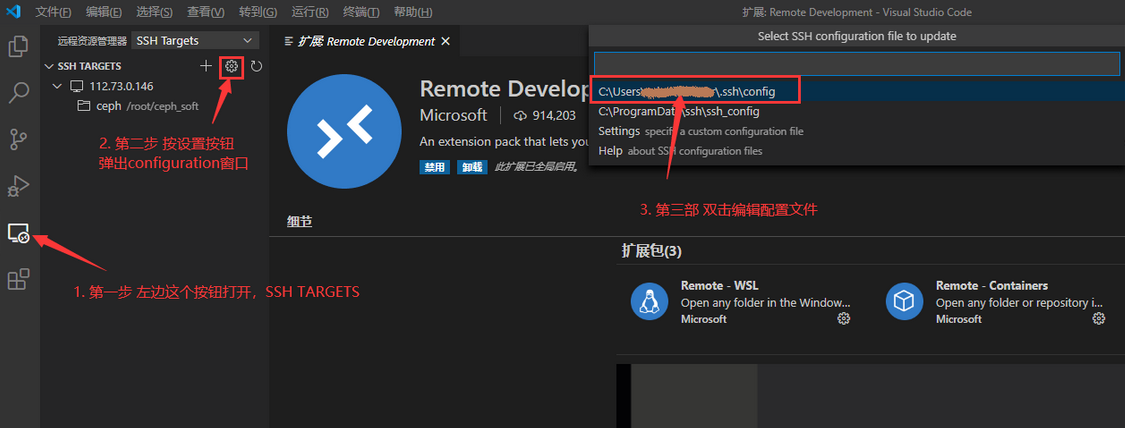 文件(F) 编辑(E) 选择(S) 查看(V) 转到(G) 运行(R) 终端(T) 帮助(H) 扩展: Remote Development - Visual Studio Code
远程资源管理器 SSH Targets
扩展: Remote Development
Select SSH configuration file to update
SSH TARGETS
112.73.0.146
ceph /root/ceph_soft
C:\Users\ \.ssh\config
C:\ProgramData\ssh\ssh_config
Settings specify a custom configuration file
Help about SSH configuration files
2. 第二步 按设置按钮
弹出configuration窗口
Remote Develop
Microsoft 914,203
An extension pack that lets you
禁用 卸载 此扩展已全局启用。
3. 第三部 双击编辑配置文件
细节
1. 第一步 左边这个按钮打开，SSH TARGETS
扩展包(3)
Remote - WSL
Open any folder in the Window...
Microsoft
Remote - Containers
Open any folder or repository i...
Microsoft